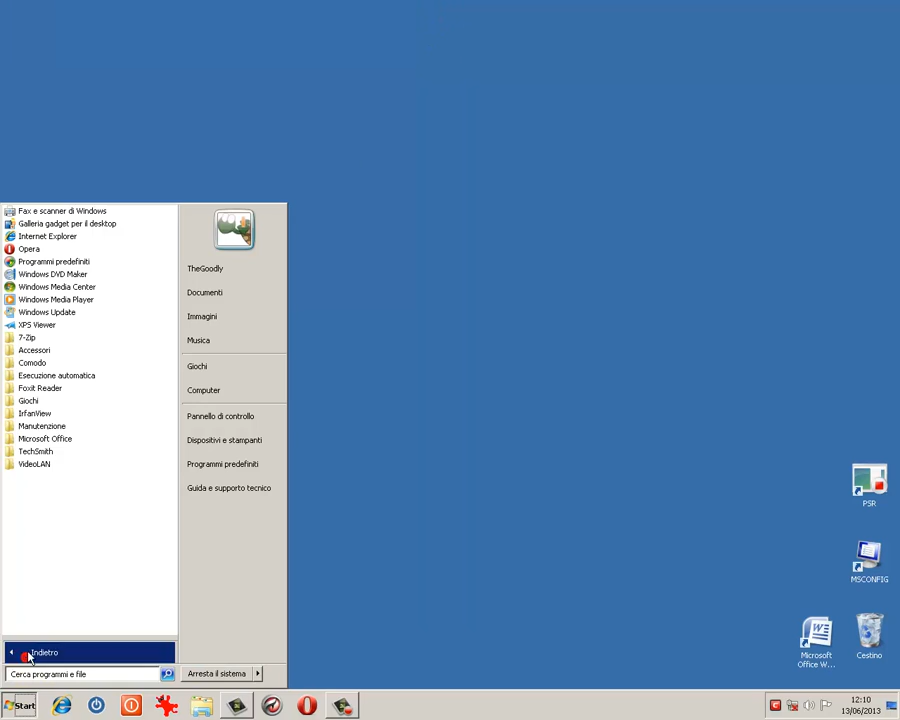 Fax e scanner di Windows
Galleria gadget per il desktop
Internet Explorer
Opera
Programmi predefiniti
Windows DVD Maker
Windows Media Center
Windows Media Player
Windows Update
XPS Viewer
7-Zip
Accessori
Comodo
Esecuzione automatica
Foxit Reader
Giochi
IrfanView
Manutenzione
Microsoft Office
TechSmith
VideoLAN
Indietro
Cerca programmi e file
TheGoodly
Documenti
Immagini
Musica
Giochi
Computer
Pannello di controllo
Dispositivi e stampanti
Programmi predefiniti
Guida e supporto tecnico
Arresta il sistema
PSR
MSCONFIG
Microsoft
Office W...
Cestino
Start
12:10
13/06/2013